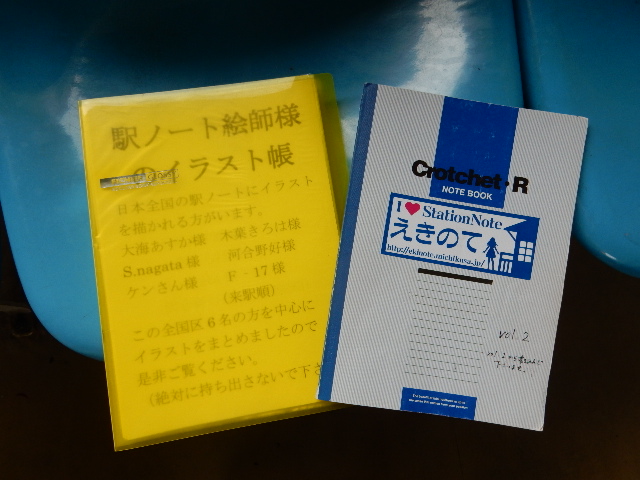 駅ノート絵師様
のイラスト帳
日本全国の駅ノートにイラスト
を描かれる方がいます。
大海あすか様 木葉きろは様
S.nagata様 河合野好様
ケンさん様 F‐17様
(来駅順)
この全国区6名の方を中心に
イラストをまとめましたので
是非ご覧ください。
(絶対に持ち出さないで下さ
Crotchet・R
NOTE BOOK
I ♥ StationNote
えきのて
http://ekinote.michikusa.jp/
vol.2